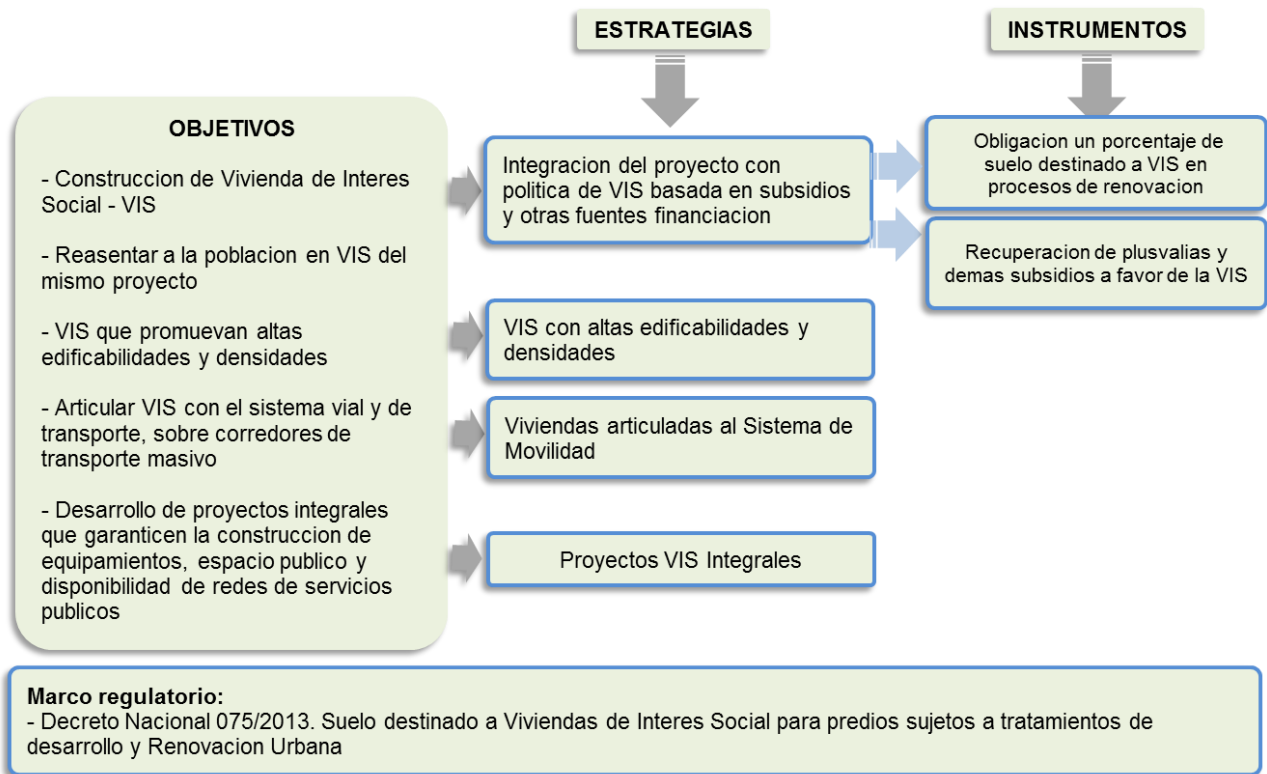 ESTRATEGIAS
INSTRUMENTOS
OBJETIVOS
- Construccion de Vivienda de Interes
Social - VIS
- Reasentar a la poblacion en VIS del
mismo proyecto
- VIS que promuevan altas
edificabilidades y densidades
- Articular VIS con el sistema vial y de
transporte, sobre corredores de
transporte masivo
- Desarrollo de proyectos integrales
que garanticen la construccion de
equipamientos, espacio publico y
disponibilidad de redes de servicios
publicos
Integracion del proyecto con
politica de VIS basada en subsidios
y otras fuentes financiacion
VIS con altas edificabilidades y
densidades
Viviendas articuladas al Sistema de
Movilidad
Proyectos VIS Integrales
Obligacion un porcentaje de
suelo destinado a VIS en
procesos de renovacion
Recuperacion de plusvalias y
demas subsidios a favor de la VIS
Marco regulatorio:
- Decreto Nacional 075/2013. Suelo destinado a Viviendas de Interes Social para predios sujetos a tratamientos de
desarrollo y Renovacion Urbana